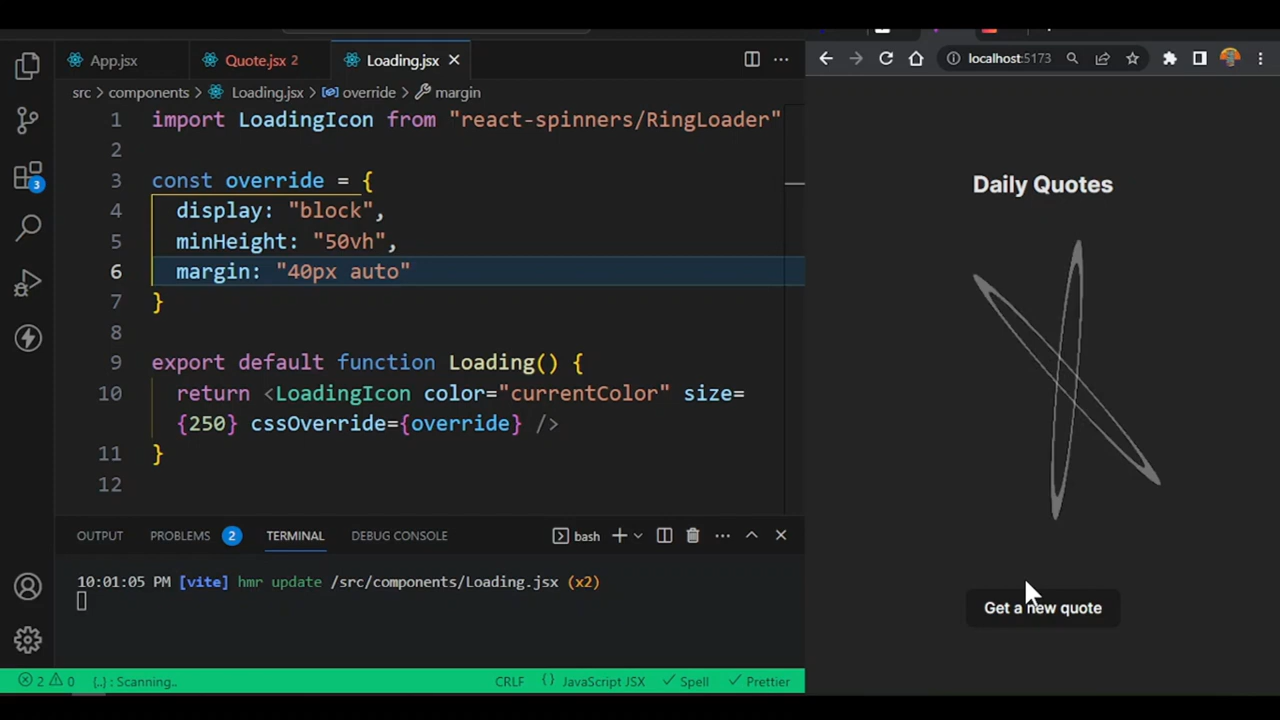 App.jsx
Quote.jsx 2
Loading.jsx
src > components > Loading.jsx > override > margin
1 import LoadingIcon from "react-spinners/RingLoader"
2
3 const override = {
4 display: "block",
5 minHeight: "50vh",
6 margin: "40px auto"
7 }
8
9 export default function Loading() {
10 return <LoadingIcon color="currentColor" size=
{250} cssOverride={override} />
11 }
12
3
OUTPUT PROBLEMS 2 TERMINAL DEBUG CONSOLE bash
10:01:05 PM [vite] hmr update /src/components/Loading.jsx (x2)
2 0 {..} : Scanning.. CRLF {} JavaScript JSX Spell Prettier
localhost:5173
Daily Quotes
Get a new quote